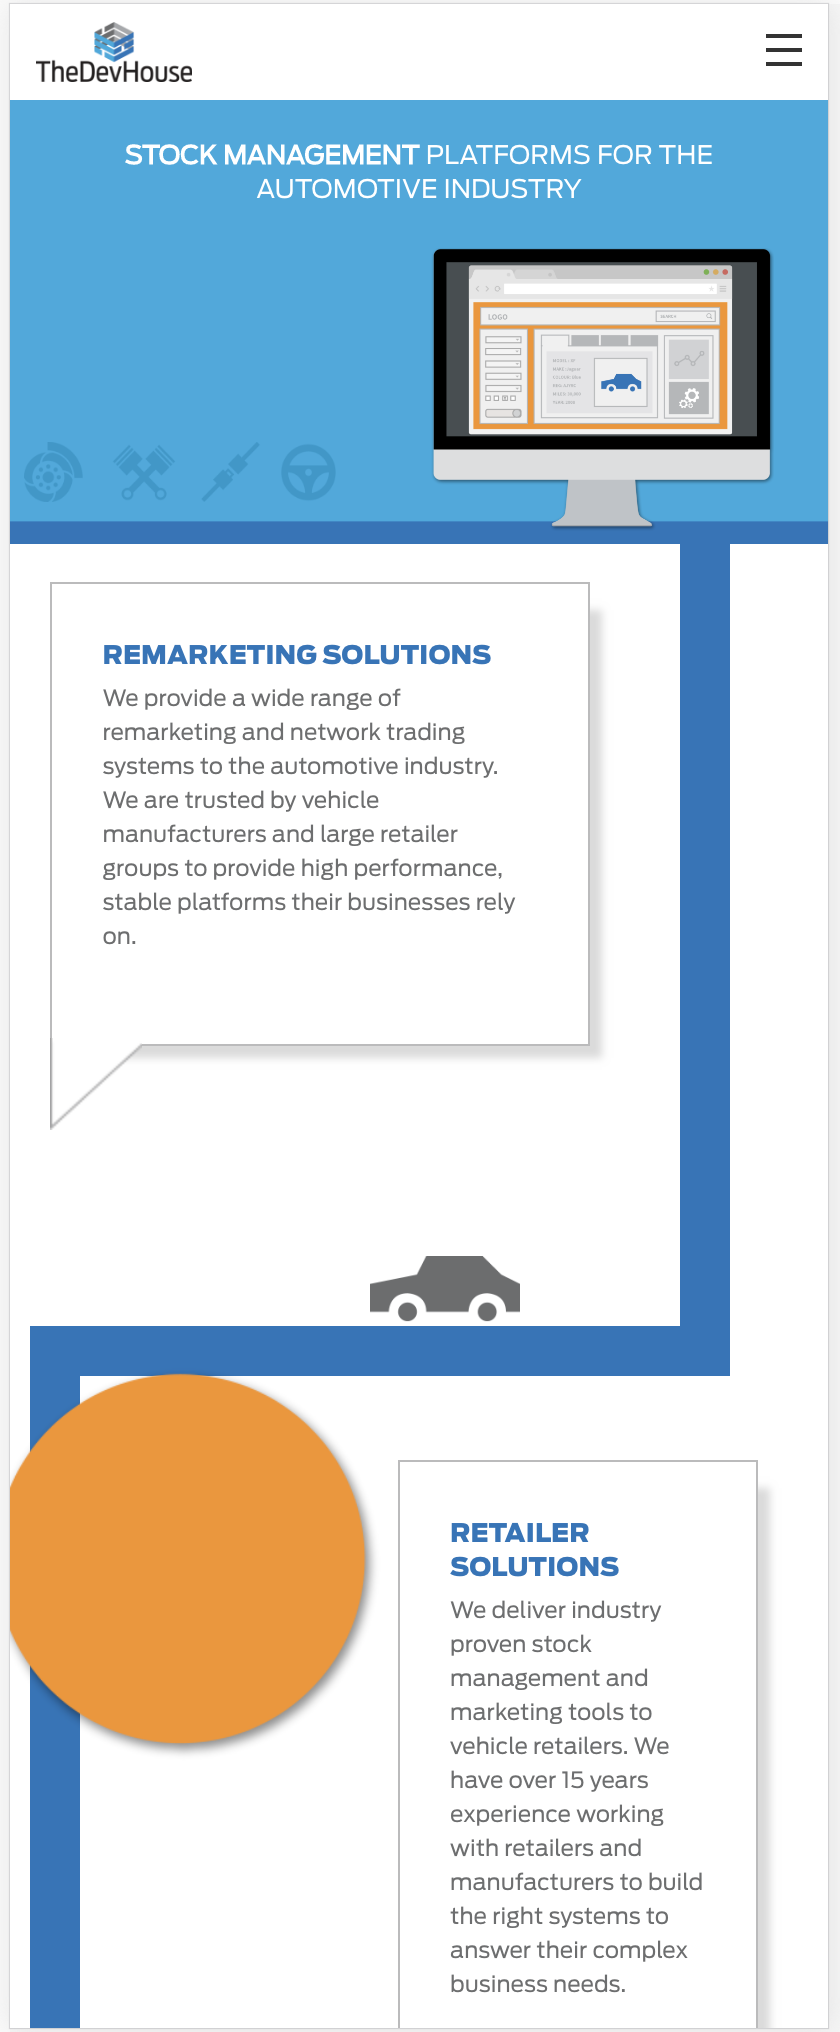 TheDevHouse
STOCK MANAGEMENT PLATFORMS FOR THE
AUTOMOTIVE INDUSTRY
LOGO
SEARCH
REMARKETING SOLUTIONS
We provide a wide range of
remarketing and network trading
systems to the automotive industry.
We are trusted by vehicle
manufacturers and large retailer
groups to provide high performance,
stable platforms their businesses rely
on.
RETAILER
SOLUTIONS
We deliver industry
proven stock
management and
marketing tools to
vehicle retailers. We
have over 15 years
experience working
with retailers and
manufacturers to build
the right systems to
answer their complex
business needs.